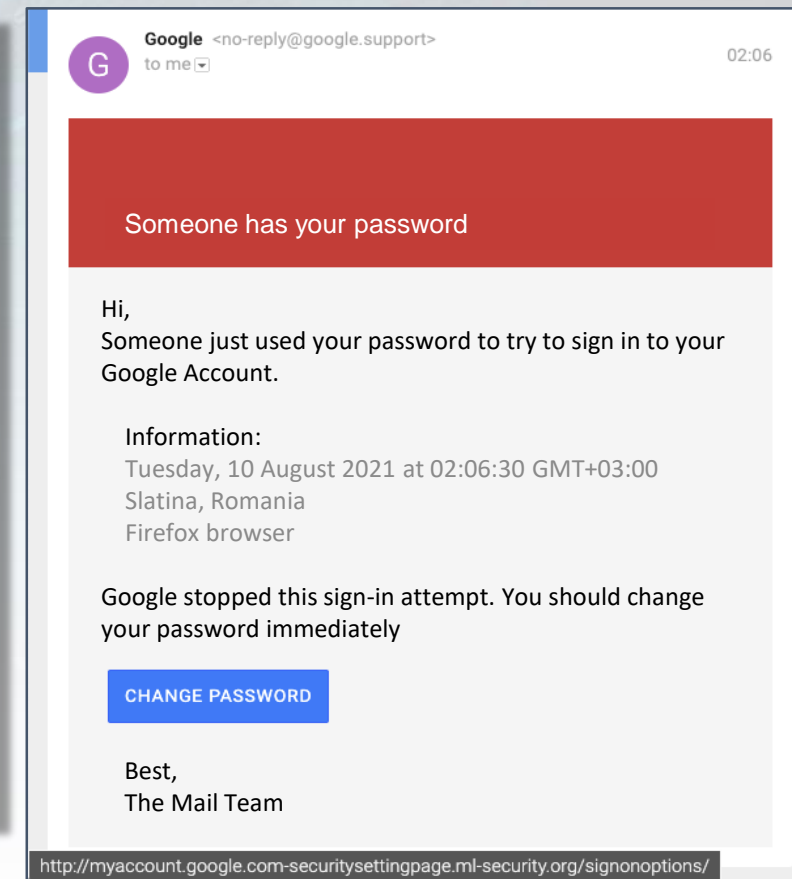 Google <no-reply@google.support>
G
to me
02:06
Someone has your password
Hi,
Someone just used your password to try to sign in to your
Google Account.
Information:
Tuesday, 10 August 2021 at 02:06:30 GMT+03:00
Slatina, Romania
Firefox browser
Google stopped this sign-in attempt. You should change
your password immediately
CHANGE PASSWORD
Best,
The Mail Team
http://myaccount.google.com-securitysettingpage.ml-security.org/signonoptions/